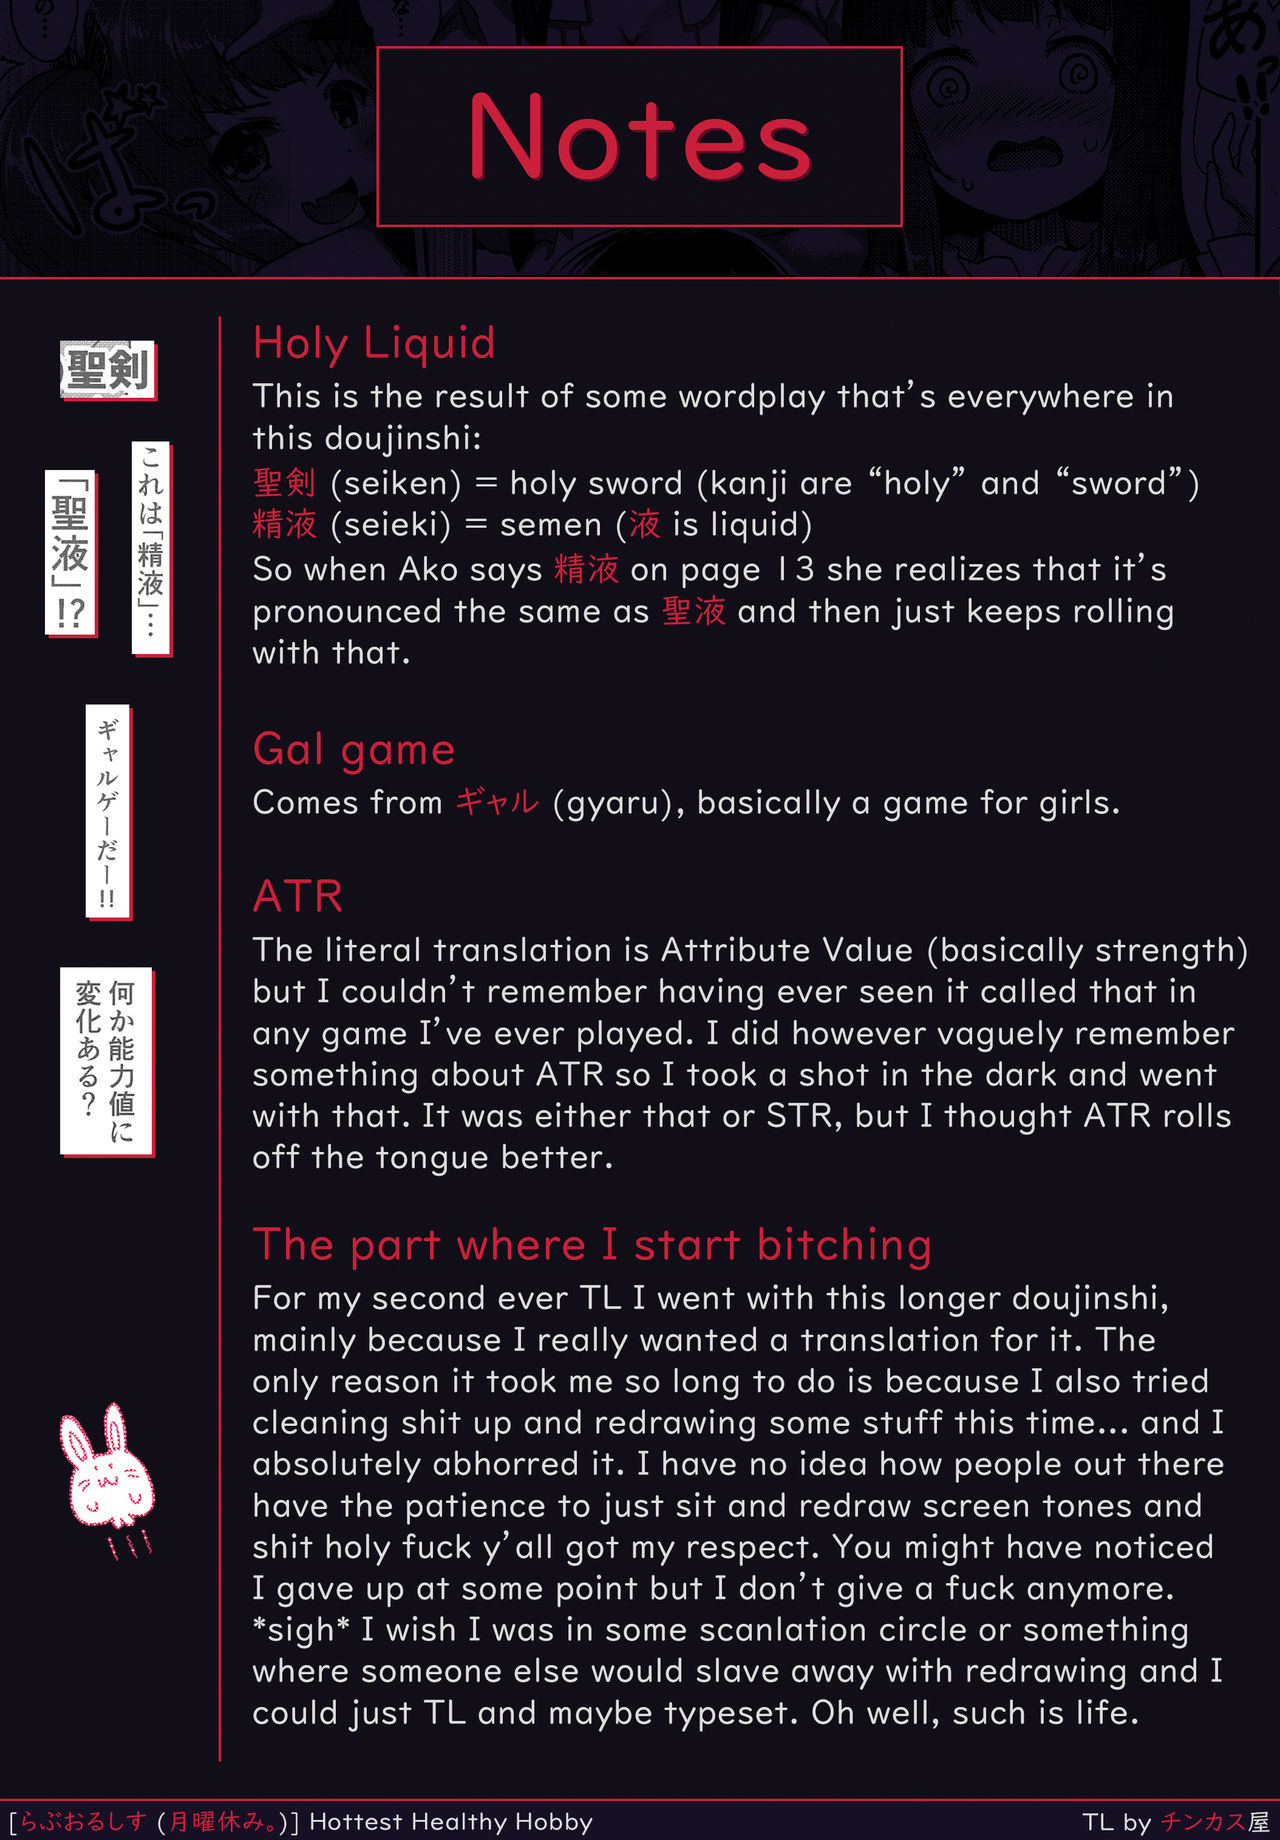 の…
な…
あっ!!
ばっ
Notes
聖剣
これは「精液」…
「聖液」!?
ギャルゲーだー!!
何か能力値に
変化ある?
Holy Liquid
This is the result of some wordplay that's everywhere in
this doujinshi:
聖剣 (seiken) = holy sword (kanji are “holy” and “sword”)
精液 (seieki) = semen (液 is liquid)
So when Ako says 精液 on page 13 she realizes that it's
pronounced the same as 聖液 and then just keeps rolling
with that.
Gal game
Comes from ギャル (gyaru), basically a game for girls.
ATR
The literal translation is Attribute Value (basically strength)
but I couldn't remember having ever seen it called that in
any game I've ever played. I did however vaguely remember
something about ATR so I took a shot in the dark and went
with that. It was either that or STR, but I thought ATR rolls
off the tongue better.
The part where I start bitching
For my second ever TL I went with this longer doujinshi,
mainly because I really wanted a translation for it. The
only reason it took me so long to do is because I also tried
cleaning shit up and redrawing some stuff this time... and I
absolutely abhorred it. I have no idea how people out there
have the patience to just sit and redraw screen tones and
shit holy fuck y'all got my respect. You might have noticed
I gave up at some point but I don't give a fuck anymore.
*sigh* I wish I was in some scanlation circle or something
where someone else would slave away with redrawing and I
could just TL and maybe typeset. Oh well, such is life.
[らぶおるしす (月曜休み。)] Hottest Healthy Hobby
TL by チンカス屋